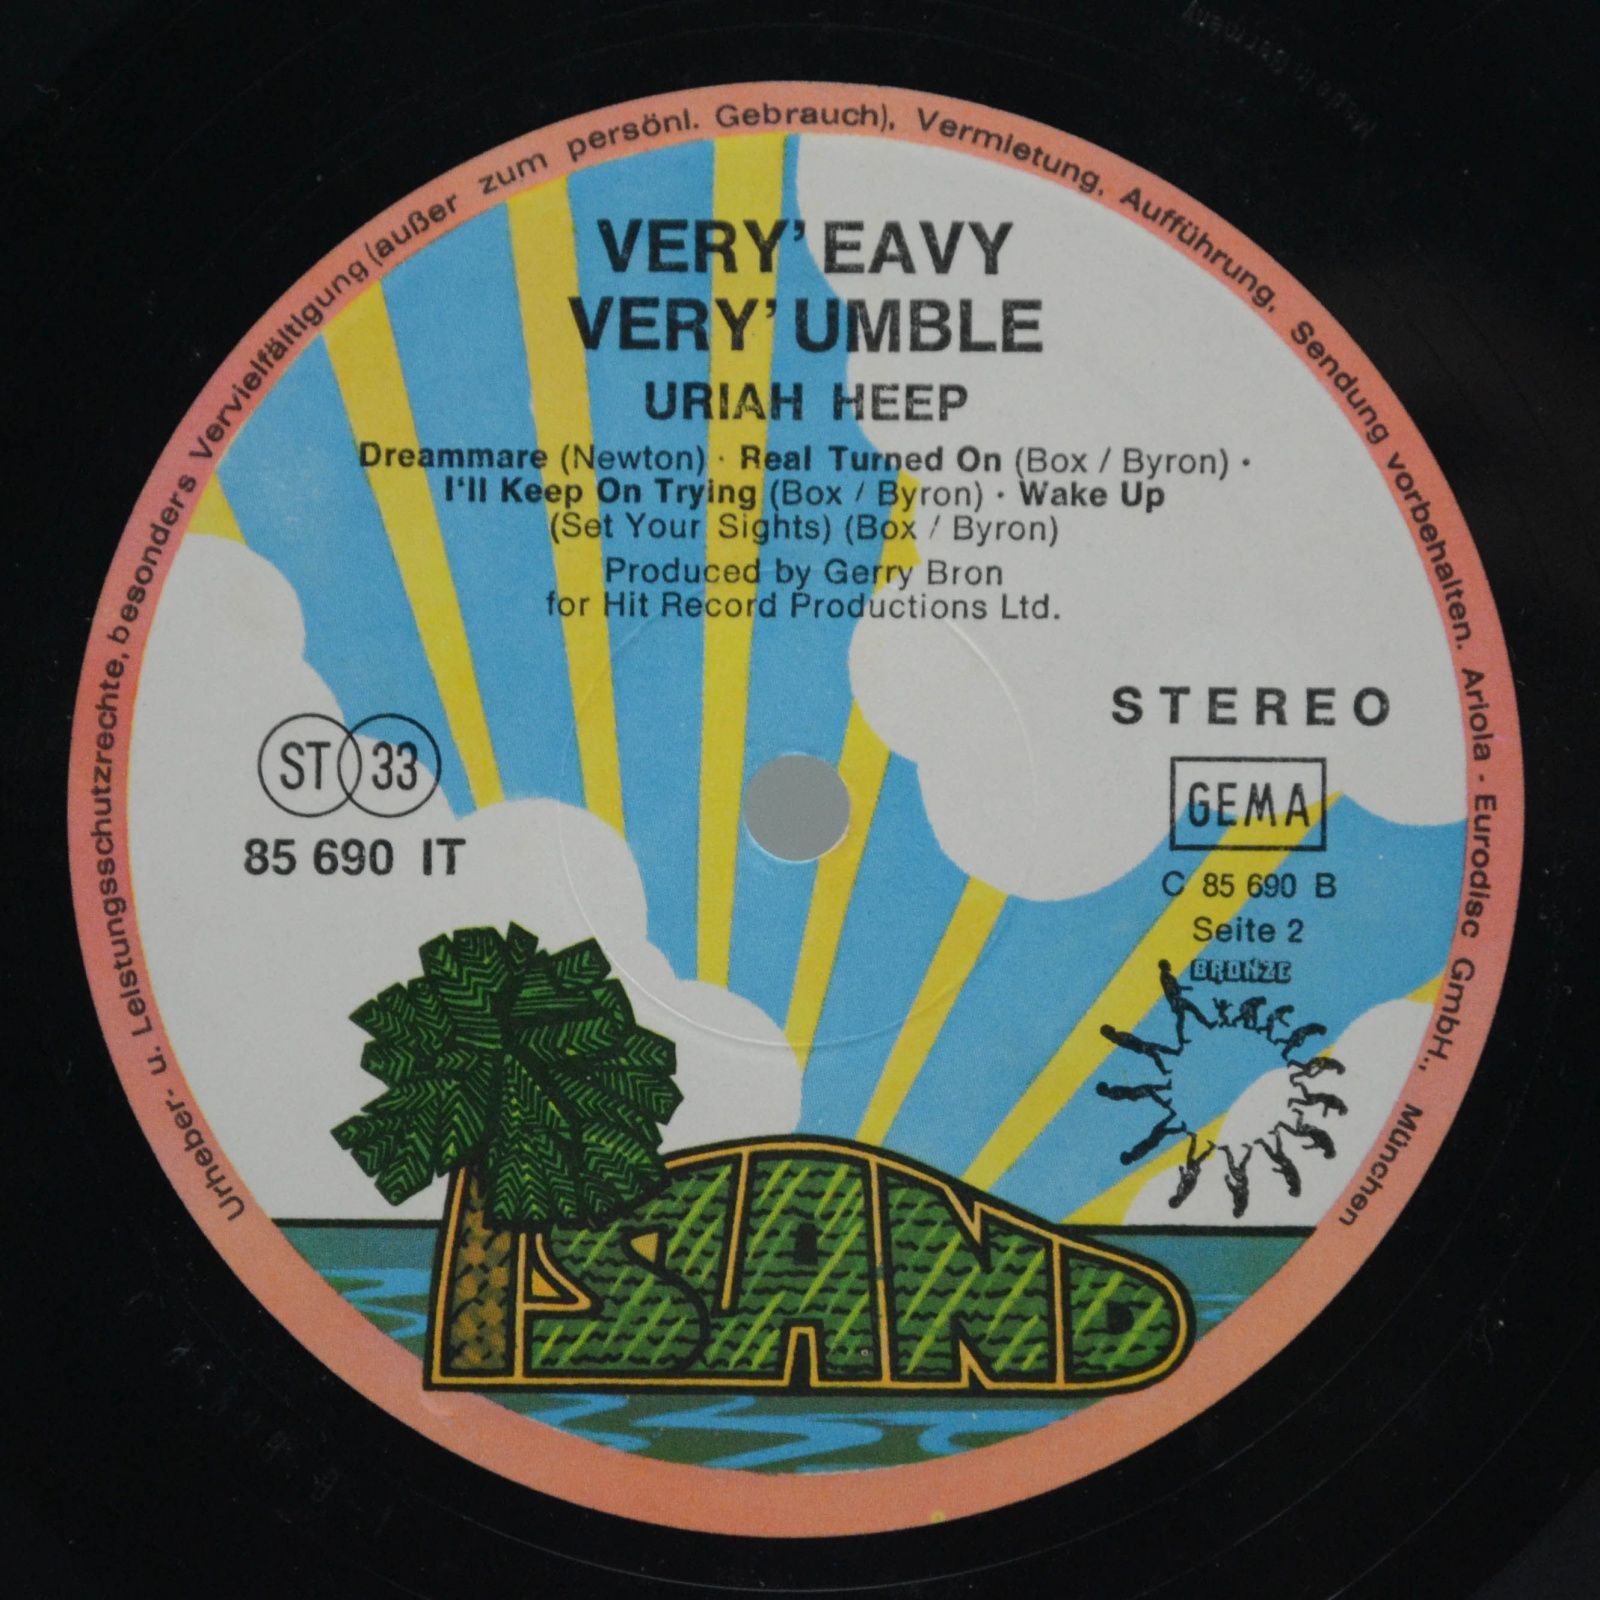 Urheber- u. Leistungsschutzrechte, besonders Vervielfältigung (außer zum persönl. Gebrauch), Vermietung, Aufführung, Sendung vorbehalten. Ariola - Eurodisc GmbH., München
Made in Germany
VERY 'EAVY
VERY 'UMBLE
URIAH HEEP
Dreammare (Newton) · Real Turned On (Box / Byron) ·
I'll Keep On Trying (Box / Byron) · Wake Up
(Set Your Sights) (Box / Byron)
Produced by Gerry Bron
for Hit Record Productions Ltd.
STEREO
ST 33
85 690 IT
GEMA
C 85 690 B
Seite 2
BRONZE
ISLAND